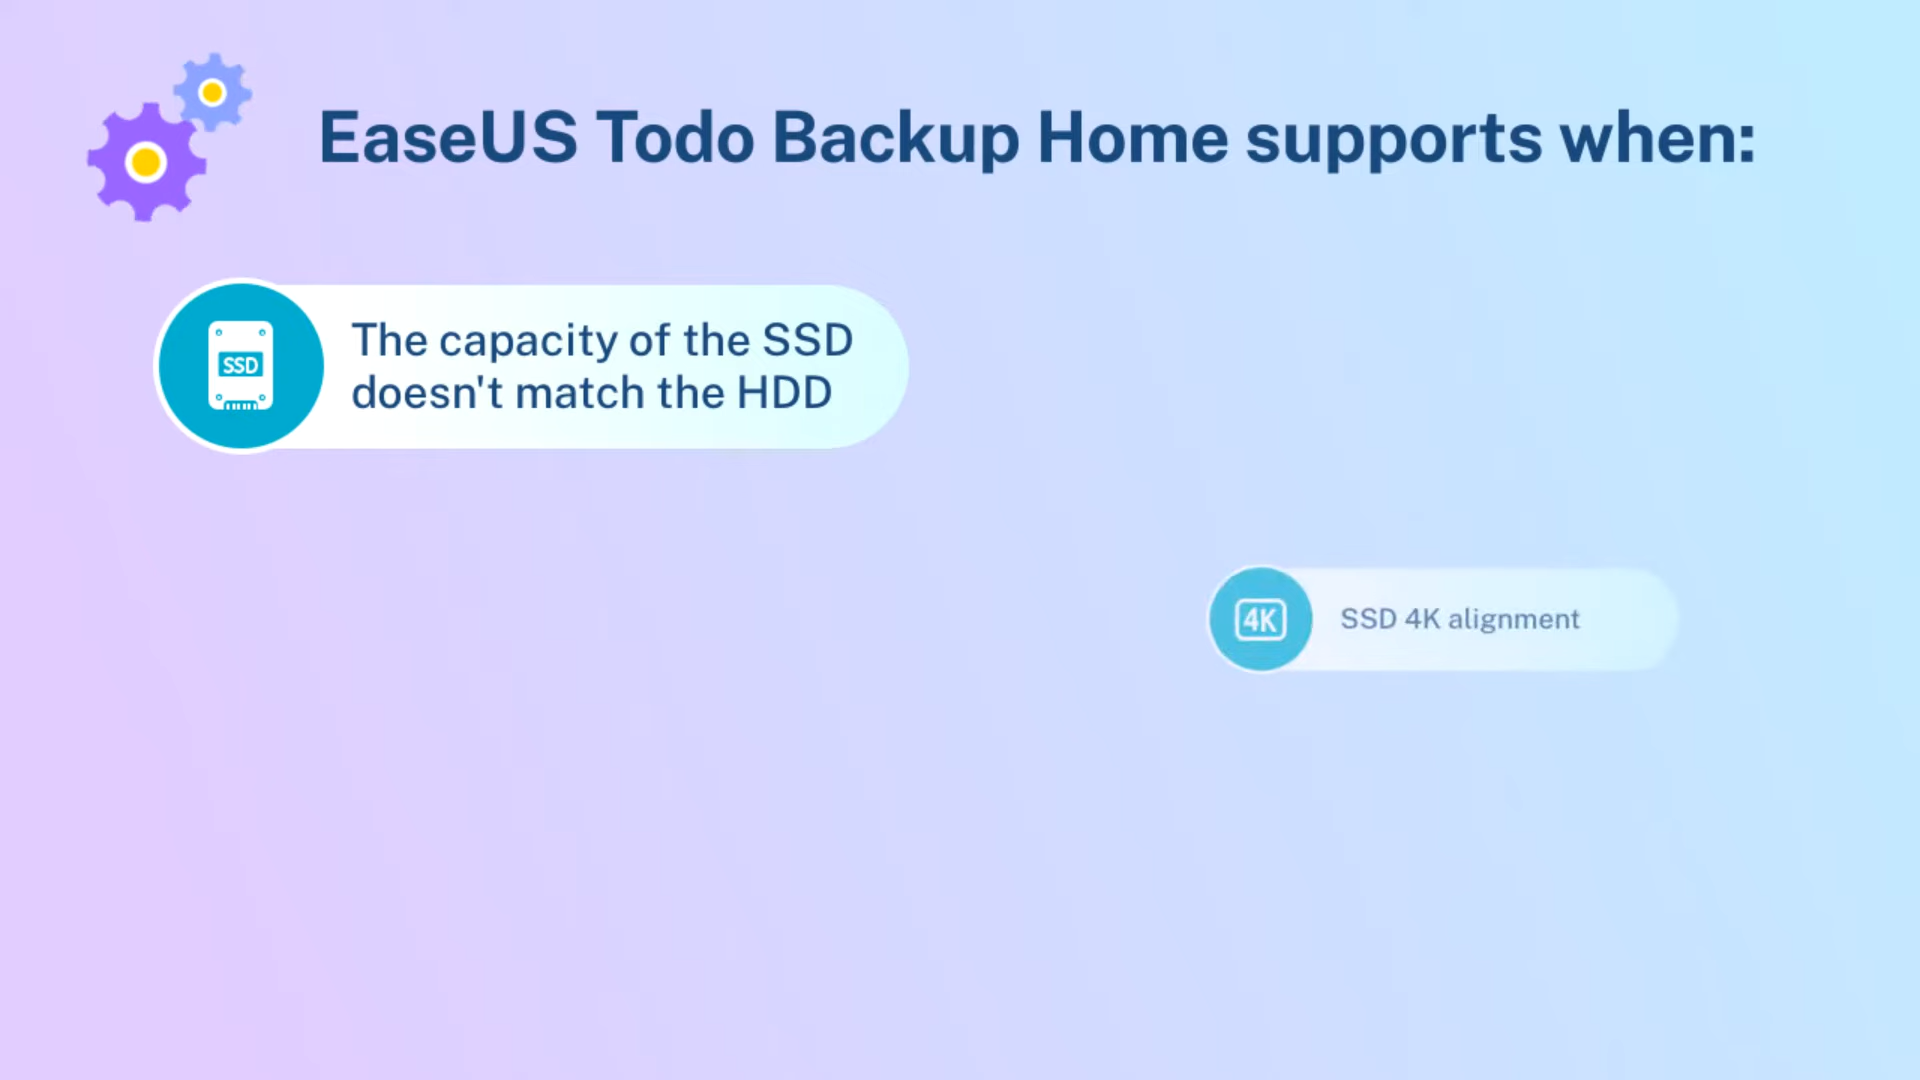 EaseUS Todo Backup Home supports when:
SSD
The capacity of the SSD
doesn't match the HDD
4K
SSD 4K alignment